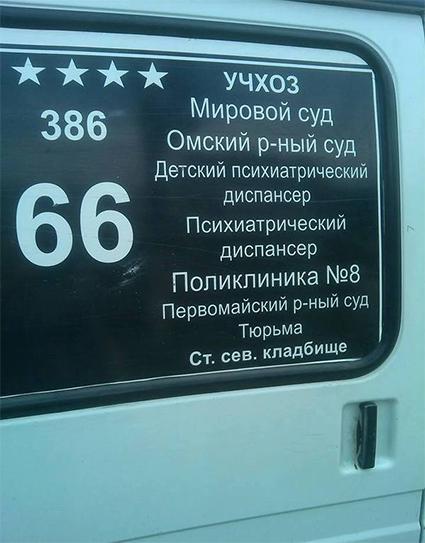 386
66
УЧХОЗ
Мировой суд
Омский р-ный суд
Детский психиатрический
диспансер
Психиатрический
диспансер
Поликлиника №8
Первомайский р-ный суд
Тюрьма
Ст. сев. кладбище